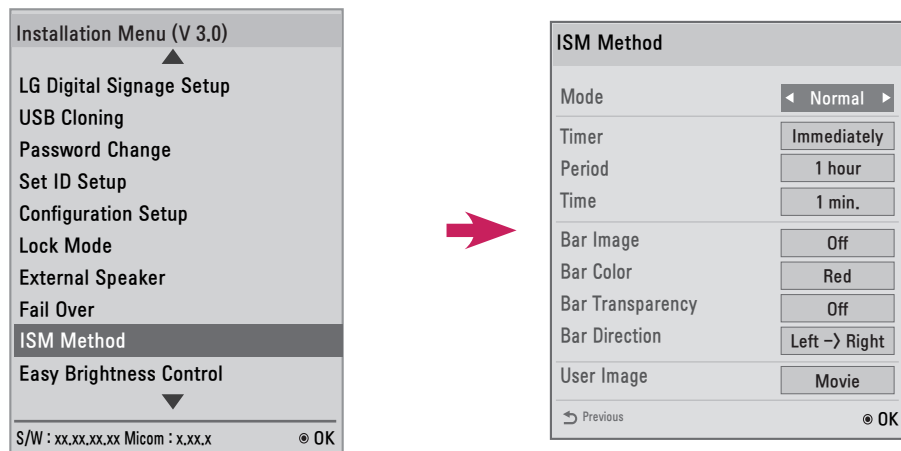 Installation Menu (V 3.0)
LG Digital Signage Setup
USB Cloning
Password Change
Set ID Setup
Configuration Setup
Lock Mode
External Speaker
Fail Over
ISM Method
Easy Brightness Control
S/W : xx.xx.xx.xx Micom : x.xx.x ◉ OK
ISM Method
Mode ◀ Normal ▶
Timer Immediately
Period 1 hour
Time 1 min.
Bar Image Off
Bar Color Red
Bar Transparency Off
Bar Direction Left -> Right
User Image Movie
Previous ◉ OK